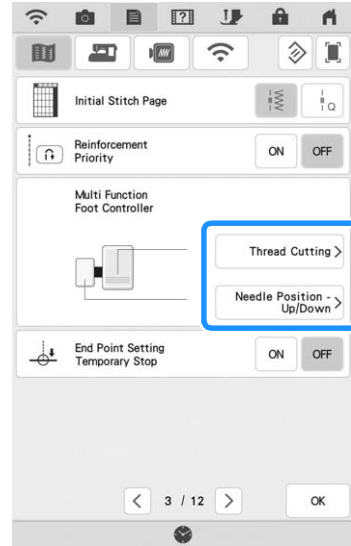 Initial Stitch Page
Q
Reinforcement
Priority
ON
OFF
Multi Function
Foot Controller
Thread Cutting >
Needle Position -
Up/Down >
End Point Setting
Temporary Stop
ON
OFF
< 3 / 12 >
OK